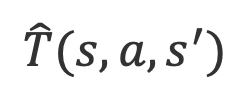 T̂(s, a, s′)